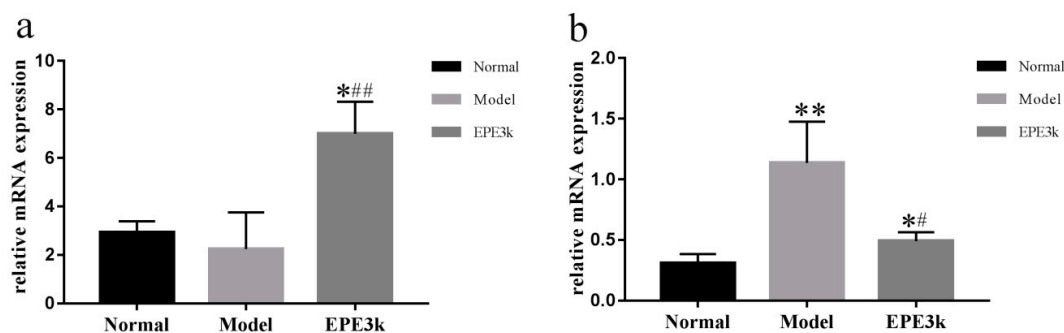 a
relative mRNA expression
10
8
6
4
2
0
*##
Normal
Model
EPE3k
Normal
Model
EPE3k
b
relative mRNA expression
2.0
1.5
1.0
0.5
0.0
**
*#
Normal
Model
EPE3k
Normal
Model
EPE3k